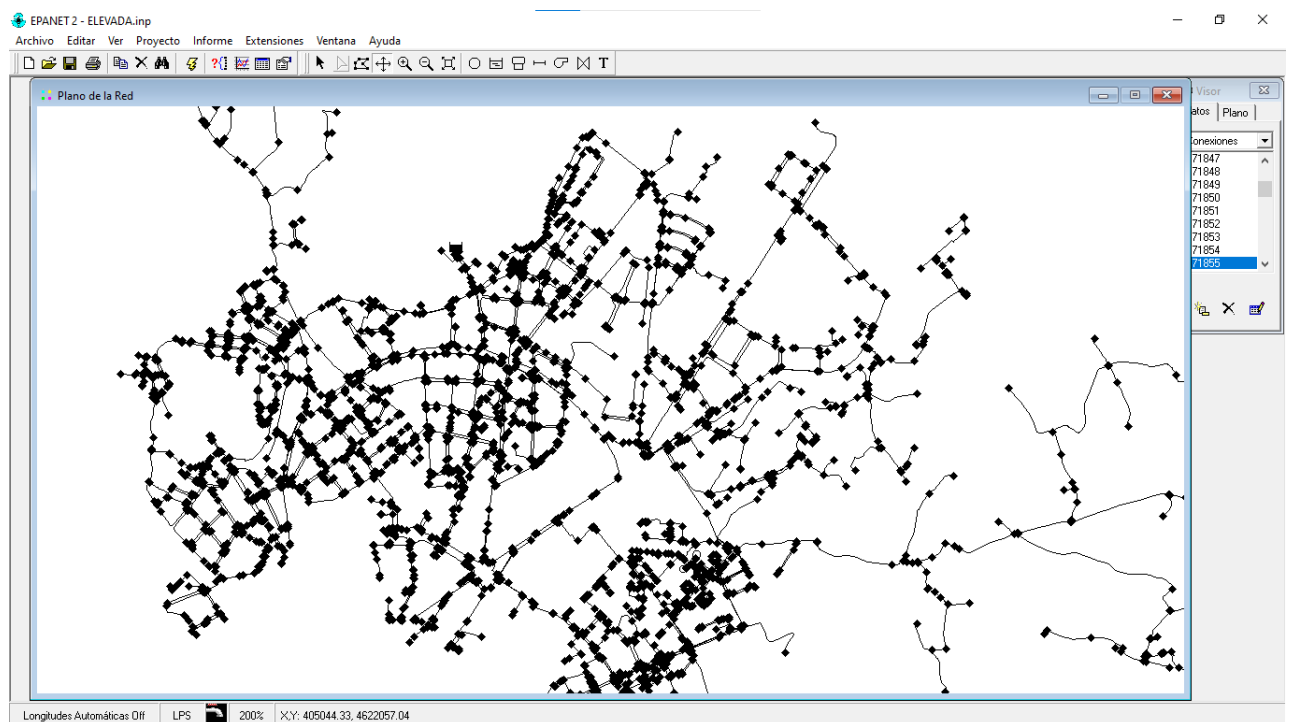 EPANET 2 - ELEVADA.inp
Archivo Editar Ver Proyecto Informe Extensiones Ventana Ayuda
T
Plano de la Red
Visor
atos Plano
onexiones
71847
71848
71849
71850
71851
71852
71853
71854
71855
Longitudes Automáticas Off LPS 200% X,Y: 405044.33, 4622057.04